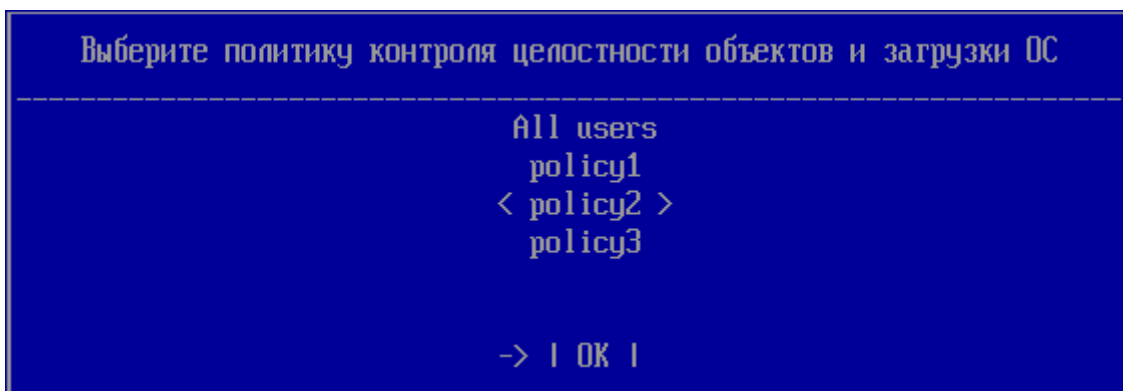 Выберите политику контроля целостности объектов и загрузки ОС
All users
policy1
< policy2 >
policy3
-> | OK |